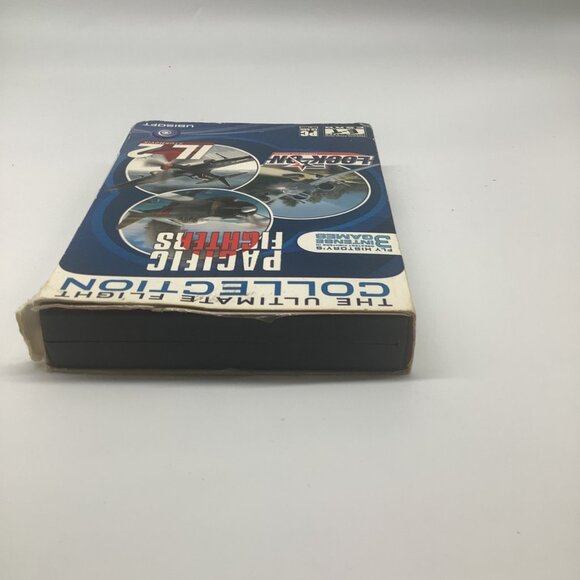 THE ULTIMATE FLIGHT
COLLECTION
PACIFIC
FIGHTERS
FLY HISTORY'S
3 INTENSE
GAMES
IL·2
LOCK ON
PC
UBISOFT